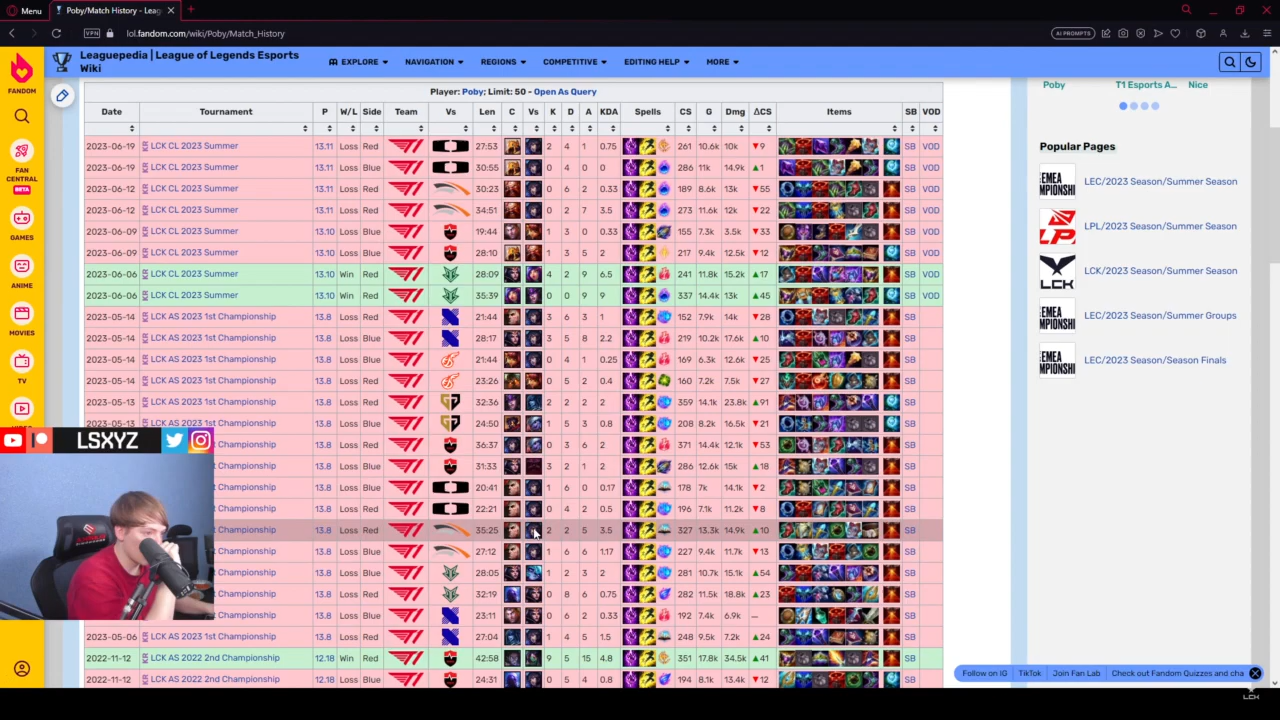 Menu
Poby/Match History - Leag
VPN
lol.fandom.com/wiki/Poby/Match_History
AI PROMPTS
FANDOM
FAN CENTRAL
BETA
GAMES
ANIME
MOVIES
TV
Leaguepedia | League of Legends Esports Wiki
EXPLORE NAVIGATION REGIONS COMPETITIVE EDITING HELP MORE
Player: Poby; Limit: 50 - Open As Query
Date Tournament P W/L Side Team Vs Len C Vs K D A KDA Spells CS G Dmg ΔCS Items SB VOD
2023-06-19 LCK CL 2023 Summer 13.11 Loss Red 27:53 2 4 1 0.75 261 10.6k 10k ▼9 SB VOD
2023-06-19 LCK CL 2023 Summer 13.11 Loss Red 30:55 0 4 0 0 286 11k 14.9k ▲1 SB VOD
2023-06-12 LCK CL 2023 Summer 13.11 Loss Red 30:23 0 6 2 0.33 189 8.6k 12k ▼55 SB VOD
2023-06-12 LCK CL 2023 Summer 13.11 Loss Red 34:51 0 2 7 3.5 273 11.6k 12k ▼22 SB VOD
2023-06-09 LCK CL 2023 Summer 13.10 Loss Red 19:44 1 3 0 0.33 155 7.3k 3.5k ▼33 SB VOD
2023-06-09 LCK CL 2023 Summer 13.10 Loss Blue 28:10 1 3 5 2 217 9.4k 12.5k ▼12 SB VOD
2023-06-06 LCK CL 2023 Summer 13.10 Win Red 28:09 4 2 9 6.5 241 11.8k 15.2k ▲17 SB VOD
2023-06-06 LCK CL 2023 Summer 13.10 Win Red 35:39 0 0 9 9 337 14.4k 13k ▲45 SB VOD
2023-05-14 LCK AS 2023 1st Championship 13.8 Loss Red 21:44 3 6 3 1 152 7.9k 14k ▼28 SB
2023-05-14 LCK AS 2023 1st Championship 13.8 Loss Blue 28:17 3 5 8 2.2 219 10.2k 17.6k ▲10 SB
2023-05-14 LCK AS 2023 1st Championship 13.8 Loss Blue 21:44 0 4 1 0.25 169 6.3k 12.6k ▼25 SB
2023-05-14 LCK AS 2023 1st Championship 13.8 Loss Red 23:26 0 5 2 0.4 160 7.2k 7.5k ▼27 SB
2023-05-13 LCK AS 2023 1st Championship 13.8 Loss Red 32:36 2 2 2 2 359 14.1k 23.8k ▲91 SB
2023-05-13 LCK AS 2023 1st Championship 13.8 Loss Blue 24:50 1 5 3 0.8 208 8.2k 16.5k ▼21 SB
t Championship 13.8 Loss Red 36:37 0 3 6 2 371 14.4k 12.1k ▼53 SB
t Championship 13.8 Loss Blue 31:33 3 2 1 2 286 12.6k 15k ▲18 SB
t Championship 13.8 Loss Blue 20:41 1 6 0 0.17 178 7k 14.1k ▼2 SB
t Championship 13.8 Loss Red 22:21 0 4 2 0.5 196 7.1k 11.2k ▼8 SB
t Championship 13.8 Loss Red 35:25 2 2 5 3.5 327 13.3k 14.9k ▲10 SB
t Championship 13.8 Loss Blue 27:12 1 6 6 1.17 227 9.4k 11.7k ▼13 SB
t Championship 13.8 Loss Blue 28:05 1 2 3 2 281 10.7k 15.1k ▲54 SB
t Championship 13.8 Loss Red 32:19 0 8 6 0.75 282 11.5k 18.8k ▲23 SB
t Championship 13.8 Loss Blue 23:11 0 6 2 0.33 197 7.4k 6.9k — SB
2023-05-06 LCK AS 2023 1st Championship 13.8 Loss Red 27:04 1 4 5 1.5 248 9.5k 7.2k ▲24 SB
2022-11-12 LCK AS 2022 2nd Championship 12.18 Win Red 42:58 9 5 15 4.8 351 17.8k 34.5k ▲41 SB
2022-11-12 LCK AS 2022 2nd Championship 12.18 Loss Blue 24:31 0 5 4 0.8 194 8.1k 13.4k ▼12 SB
LSXYZ
Poby T1 Esports A... Nice
Popular Pages
LEC/2023 Season/Summer Season
LPL/2023 Season/Summer Season
LCK/2023 Season/Summer Season
LEC/2023 Season/Summer Groups
LEC/2023 Season/Season Finals
Follow on IG TikTok Join Fan Lab Check out Fandom Quizzes and cha
LCK